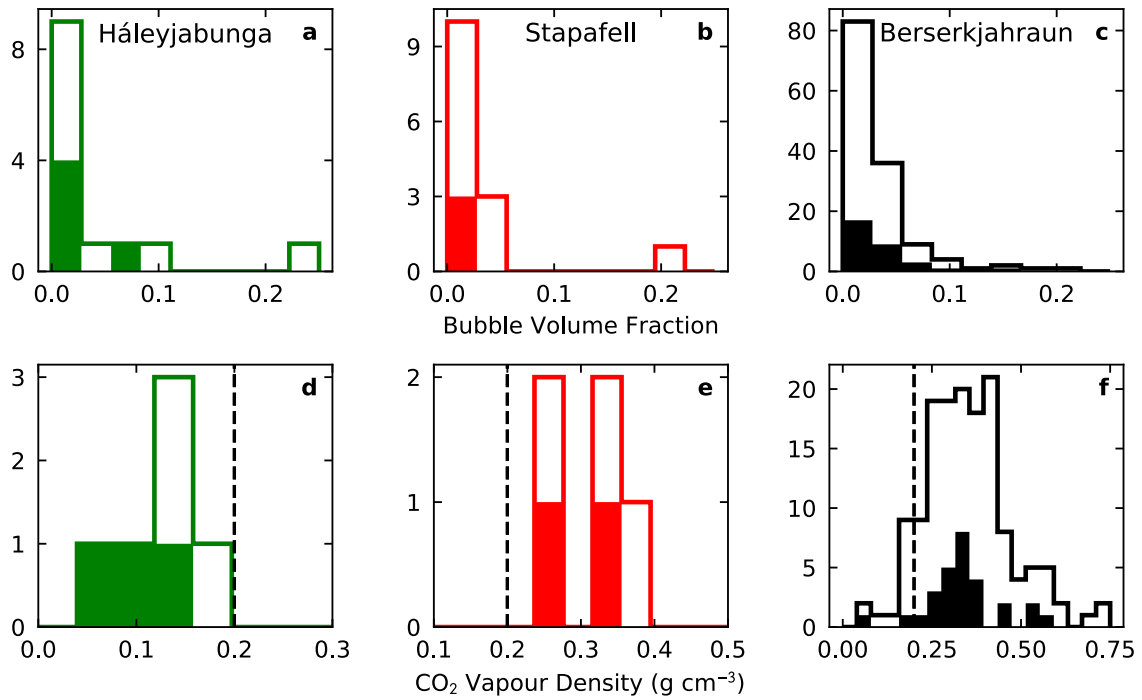 Háleyjabunga a
Stapafell b
Berserkjahraun c
8
4
0
0.0 0.1 0.2
9
6
3
0
0.0 0.1 0.2
80
60
40
20
0
0.0 0.1 0.2
Bubble Volume Fraction
d
3
2
1
0
0.0 0.1 0.2 0.3
e
2
1
0
0.1 0.2 0.3 0.4 0.5
f
20
15
10
5
0
0.00 0.25 0.50 0.75
CO₂ Vapour Density (g cm⁻³)